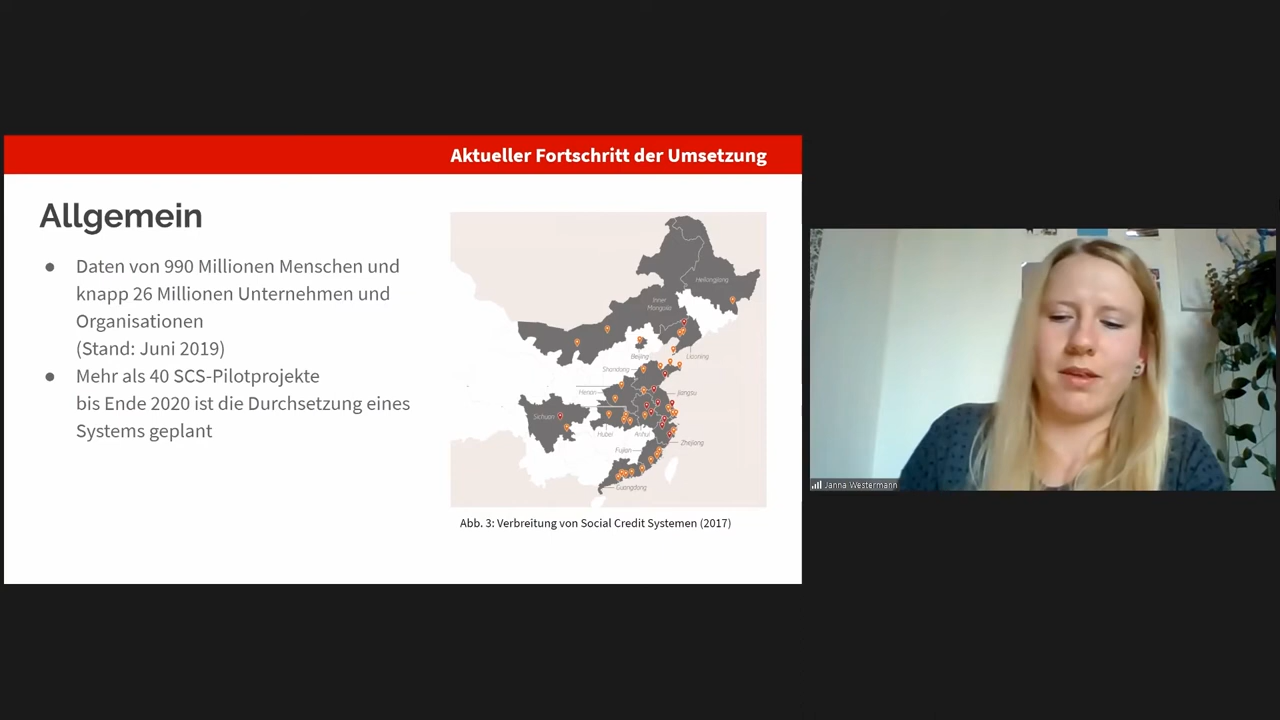 Aktueller Fortschritt der Umsetzung
Allgemein
● Daten von 990 Millionen Menschen und
knapp 26 Millionen Unternehmen und
Organisationen
(Stand: Juni 2019)
● Mehr als 40 SCS-Pilotprojekte
bis Ende 2020 ist die Durchsetzung eines
Systems geplant
Heilongjiang
Inner
Mongolia
Beijing
Liaoning
Shandong
Henan
Jiangsu
Sichuan
Hubei
Anhui
Zhejiang
Fujian
Guangdong
Abb. 3: Verbreitung von Social Credit Systemen (2017)
Janna Westermann